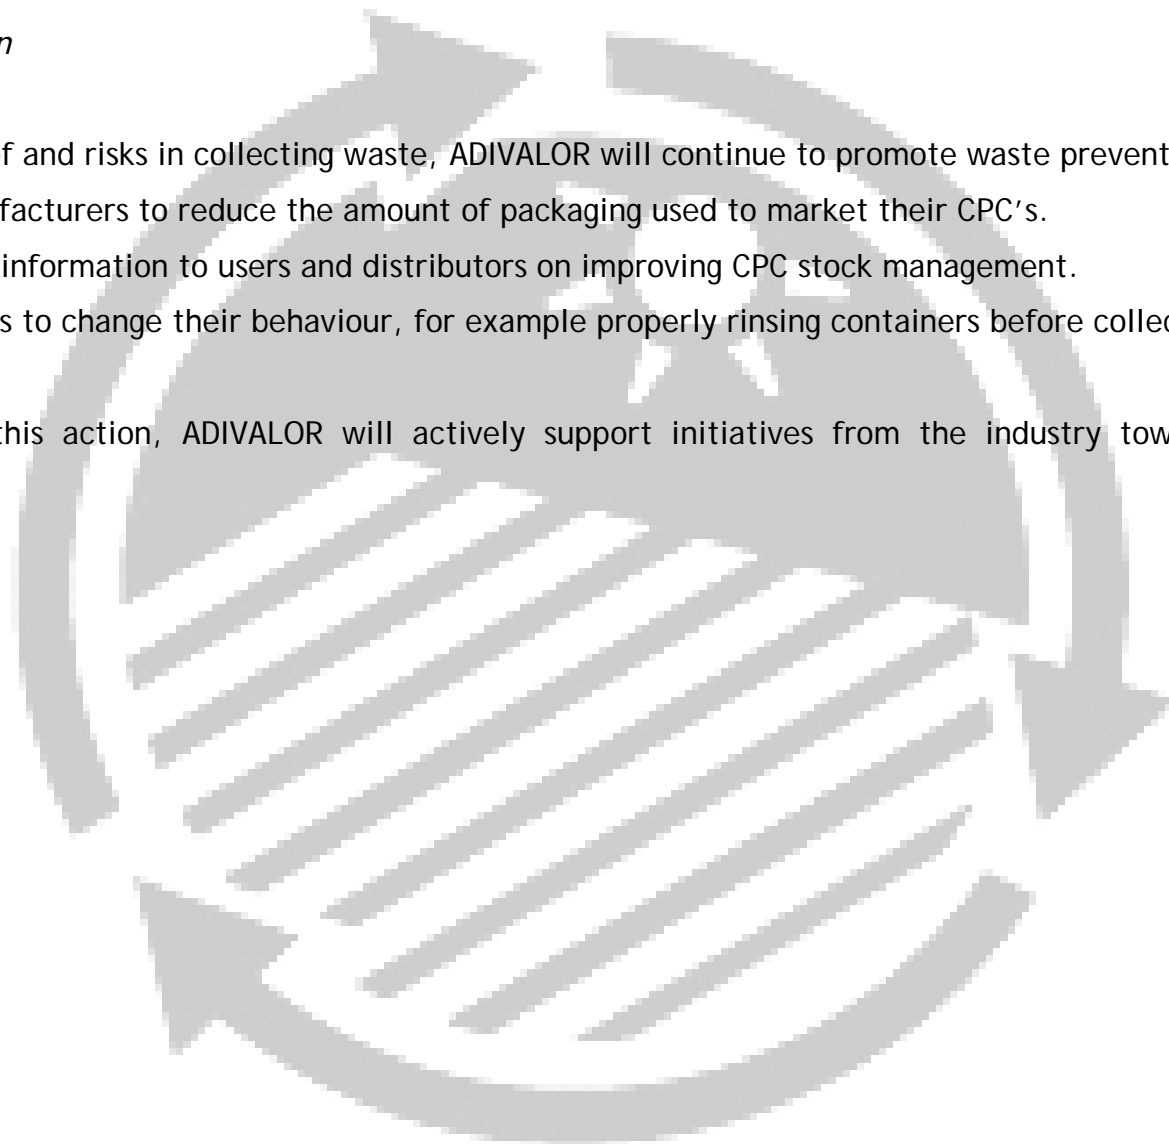 n
f and risks in collecting waste, ADIVALOR will continue to promote waste prevent
facturers to reduce the amount of packaging used to market their CPC's.
information to users and distributors on improving CPC stock management.
s to change their behaviour, for example properly rinsing containers before collec
this action, ADIVALOR will actively support initiatives from the industry tow